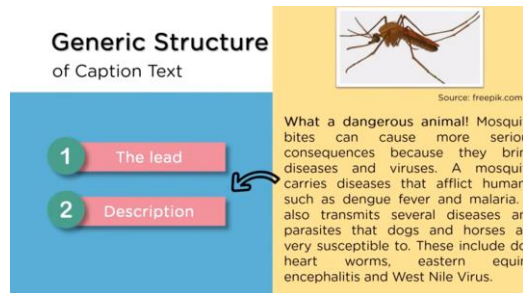 Generic Structure
of Caption Text
1 The lead
2 Description
Source: freepik.com
What a dangerous animal! Mosqui
bites can cause more seriou
consequences because they brin
diseases and viruses. A mosqui
carries diseases that afflict human
such as dengue fever and malaria.
also transmits several diseases an
parasites that dogs and horses a
very susceptible to. These include do
heart worms, eastern equin
encephalitis and West Nile Virus.